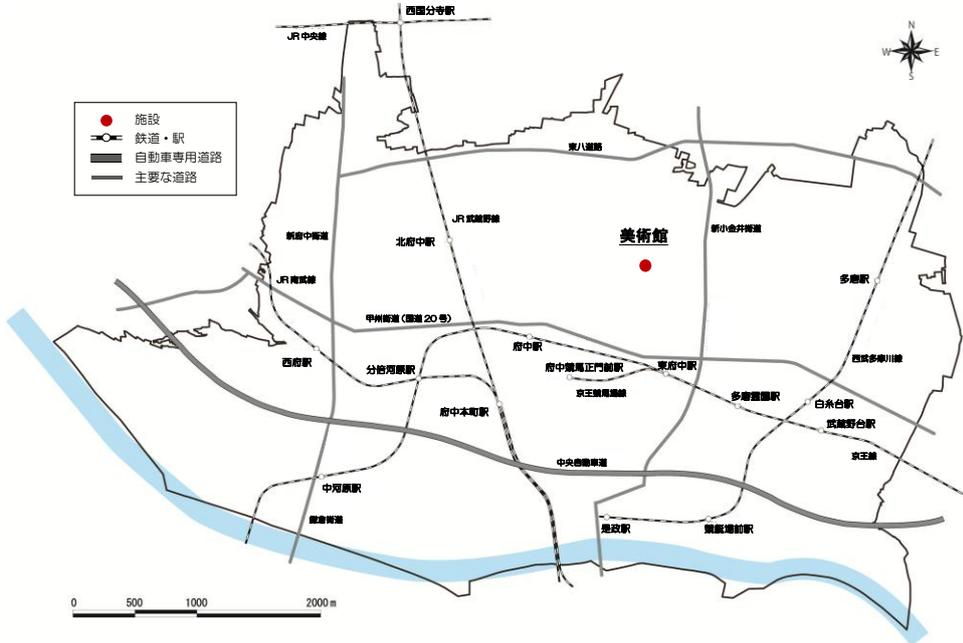 西国分寺駅
JR中央線
N
W
E
S
施設
鉄道・駅
自動車専用道路
主要な道路
東八道路
JR武蔵野線
新府中街道
北府中駅
美術館
新小金井街道
JR南武線
多磨駅
甲州街道(国道20号)
西府駅
分倍河原駅
府中駅
府中競馬正門前駅
東府中駅
西武多摩川線
京王競馬場線
府中本町駅
多磨霊園駅
白糸台駅
武蔵野台駅
京王線
中央自動車道
中河原駅
鎌倉街道
是政駅
競艇場前駅
0 500 1000 2000m